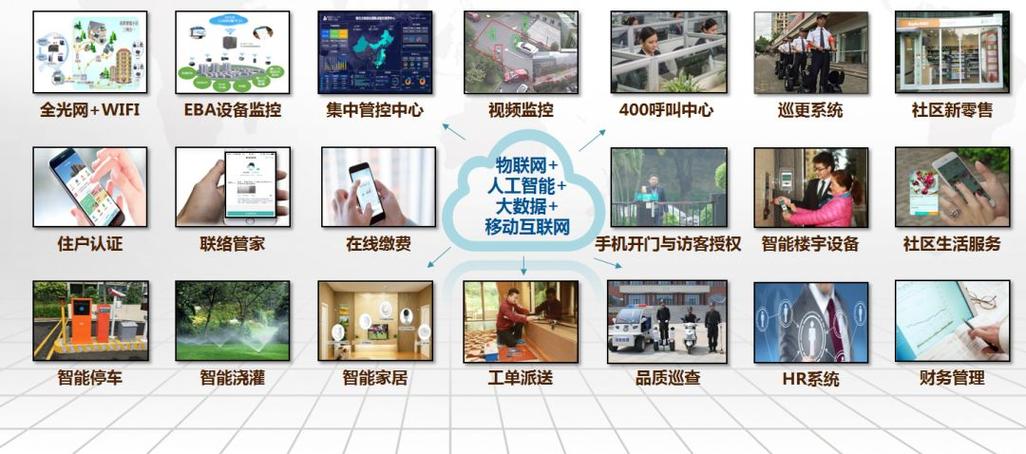 全光网+WIFI
EBA设备监控
集中管控中心
视频监控
400呼叫中心
巡更系统
社区新零售
物联网+
人工智能+
大数据+
移动互联网
住户认证
联络管家
在线缴费
手机开门与访客授权
智能楼宇设备
社区生活服务
智能停车
智能浇灌
智能家居
工单派送
品质巡查
HR系统
财务管理